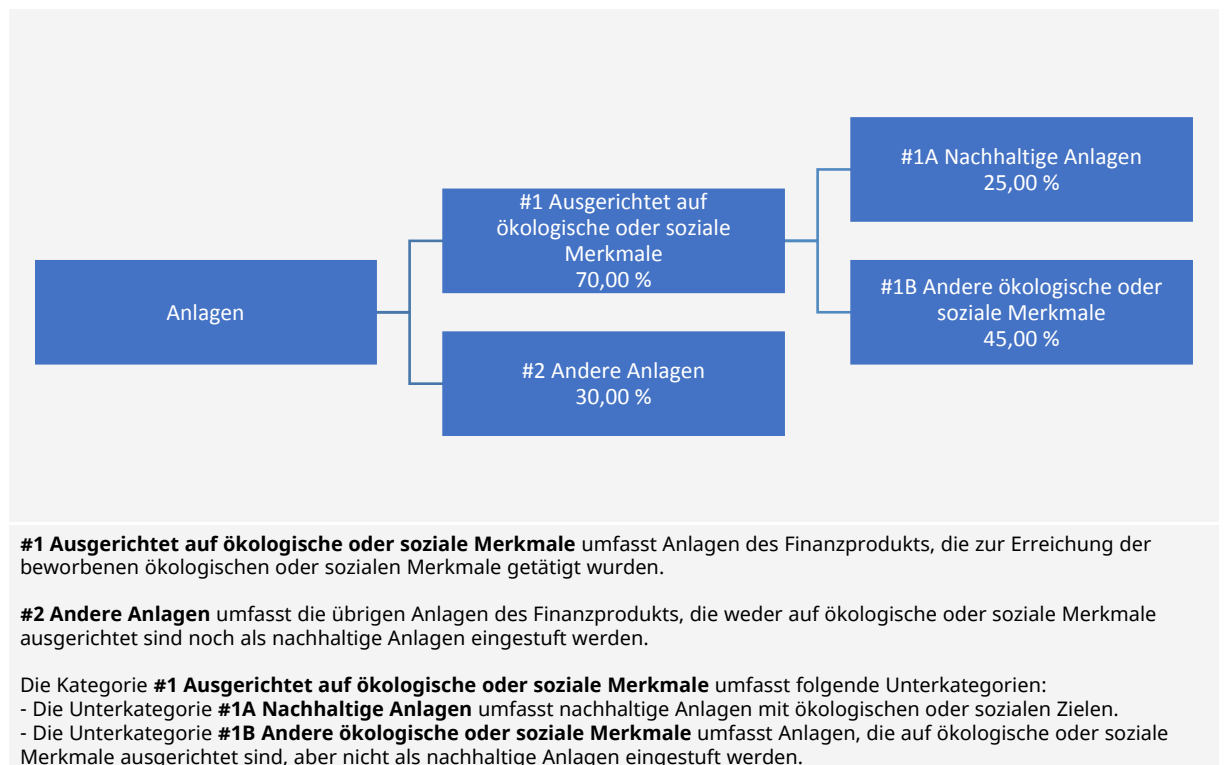 Anlagen
#1 Ausgerichtet auf
ökologische oder soziale
Merkmale
70,00 %
#2 Andere Anlagen
30,00 %
#1A Nachhaltige Anlagen
25,00 %
#1B Andere ökologische oder
soziale Merkmale
45,00 %
#1 Ausgerichtet auf ökologische oder soziale Merkmale umfasst Anlagen des Finanzprodukts, die zur Erreichung der
beworbenen ökologischen oder sozialen Merkmale getätigt wurden.
#2 Andere Anlagen umfasst die übrigen Anlagen des Finanzprodukts, die weder auf ökologische oder soziale Merkmale
ausgerichtet sind noch als nachhaltige Anlagen eingestuft werden.
Die Kategorie #1 Ausgerichtet auf ökologische oder soziale Merkmale umfasst folgende Unterkategorien:
- Die Unterkategorie #1A Nachhaltige Anlagen umfasst nachhaltige Anlagen mit ökologischen oder sozialen Zielen.
- Die Unterkategorie #1B Andere ökologische oder soziale Merkmale umfasst Anlagen, die auf ökologische oder soziale
Merkmale ausgerichtet sind, aber nicht als nachhaltige Anlagen eingestuft werden.